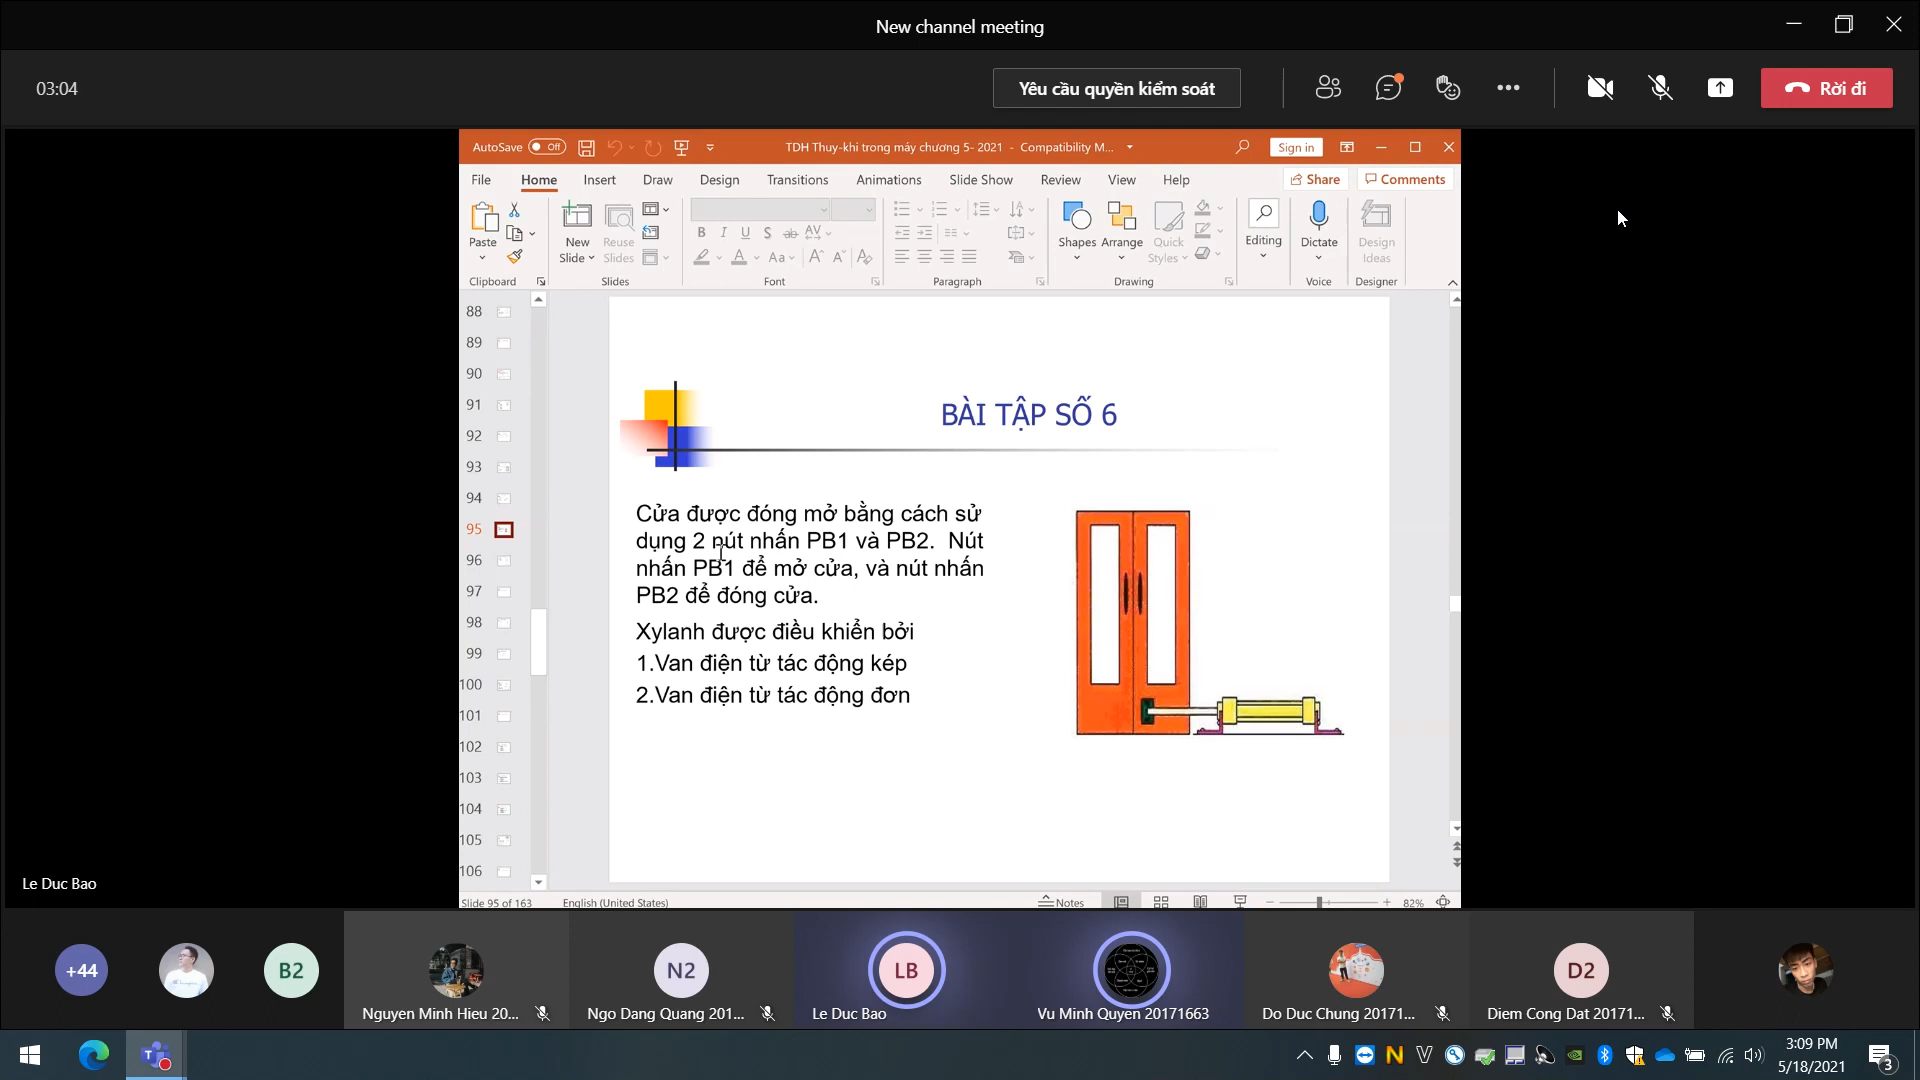 New channel meeting
03:04
Yêu cầu quyền kiểm soát
Rời đi
AutoSave Off
TDH Thuy-khi trong máy chương 5- 2021 - Compatibility M...
Sign in
File Home Insert Draw Design Transitions Animations Slide Show Review View Help
Share
Comments
Paste
New Slide
Reuse Slides
Shapes
Arrange
Quick Styles
Editing
Dictate
Design Ideas
Clipboard
Slides
Font
Paragraph
Drawing
Voice
Designer
88
89
90
91
92
93
94
95
96
97
98
99
100
101
102
103
104
105
106
BÀI TẬP SỐ 6
Cửa được đóng mở bằng cách sử
dụng 2 nút nhấn PB1 và PB2. Nút
nhấn PB1 để mở cửa, và nút nhấn
PB2 để đóng cửa.
Xylanh được điều khiển bởi
1.Van điện từ tác động kép
2.Van điện từ tác động đơn
Le Duc Bao
Slide 95 of 163
English (United States)
Notes
82%
+44
B2
N2
LB
D2
Nguyen Minh Hieu 20...
Ngo Dang Quang 201...
Le Duc Bao
Vu Minh Quyen 20171663
Do Duc Chung 20171...
Diem Cong Dat 20171...
3:09 PM
5/18/2021
3